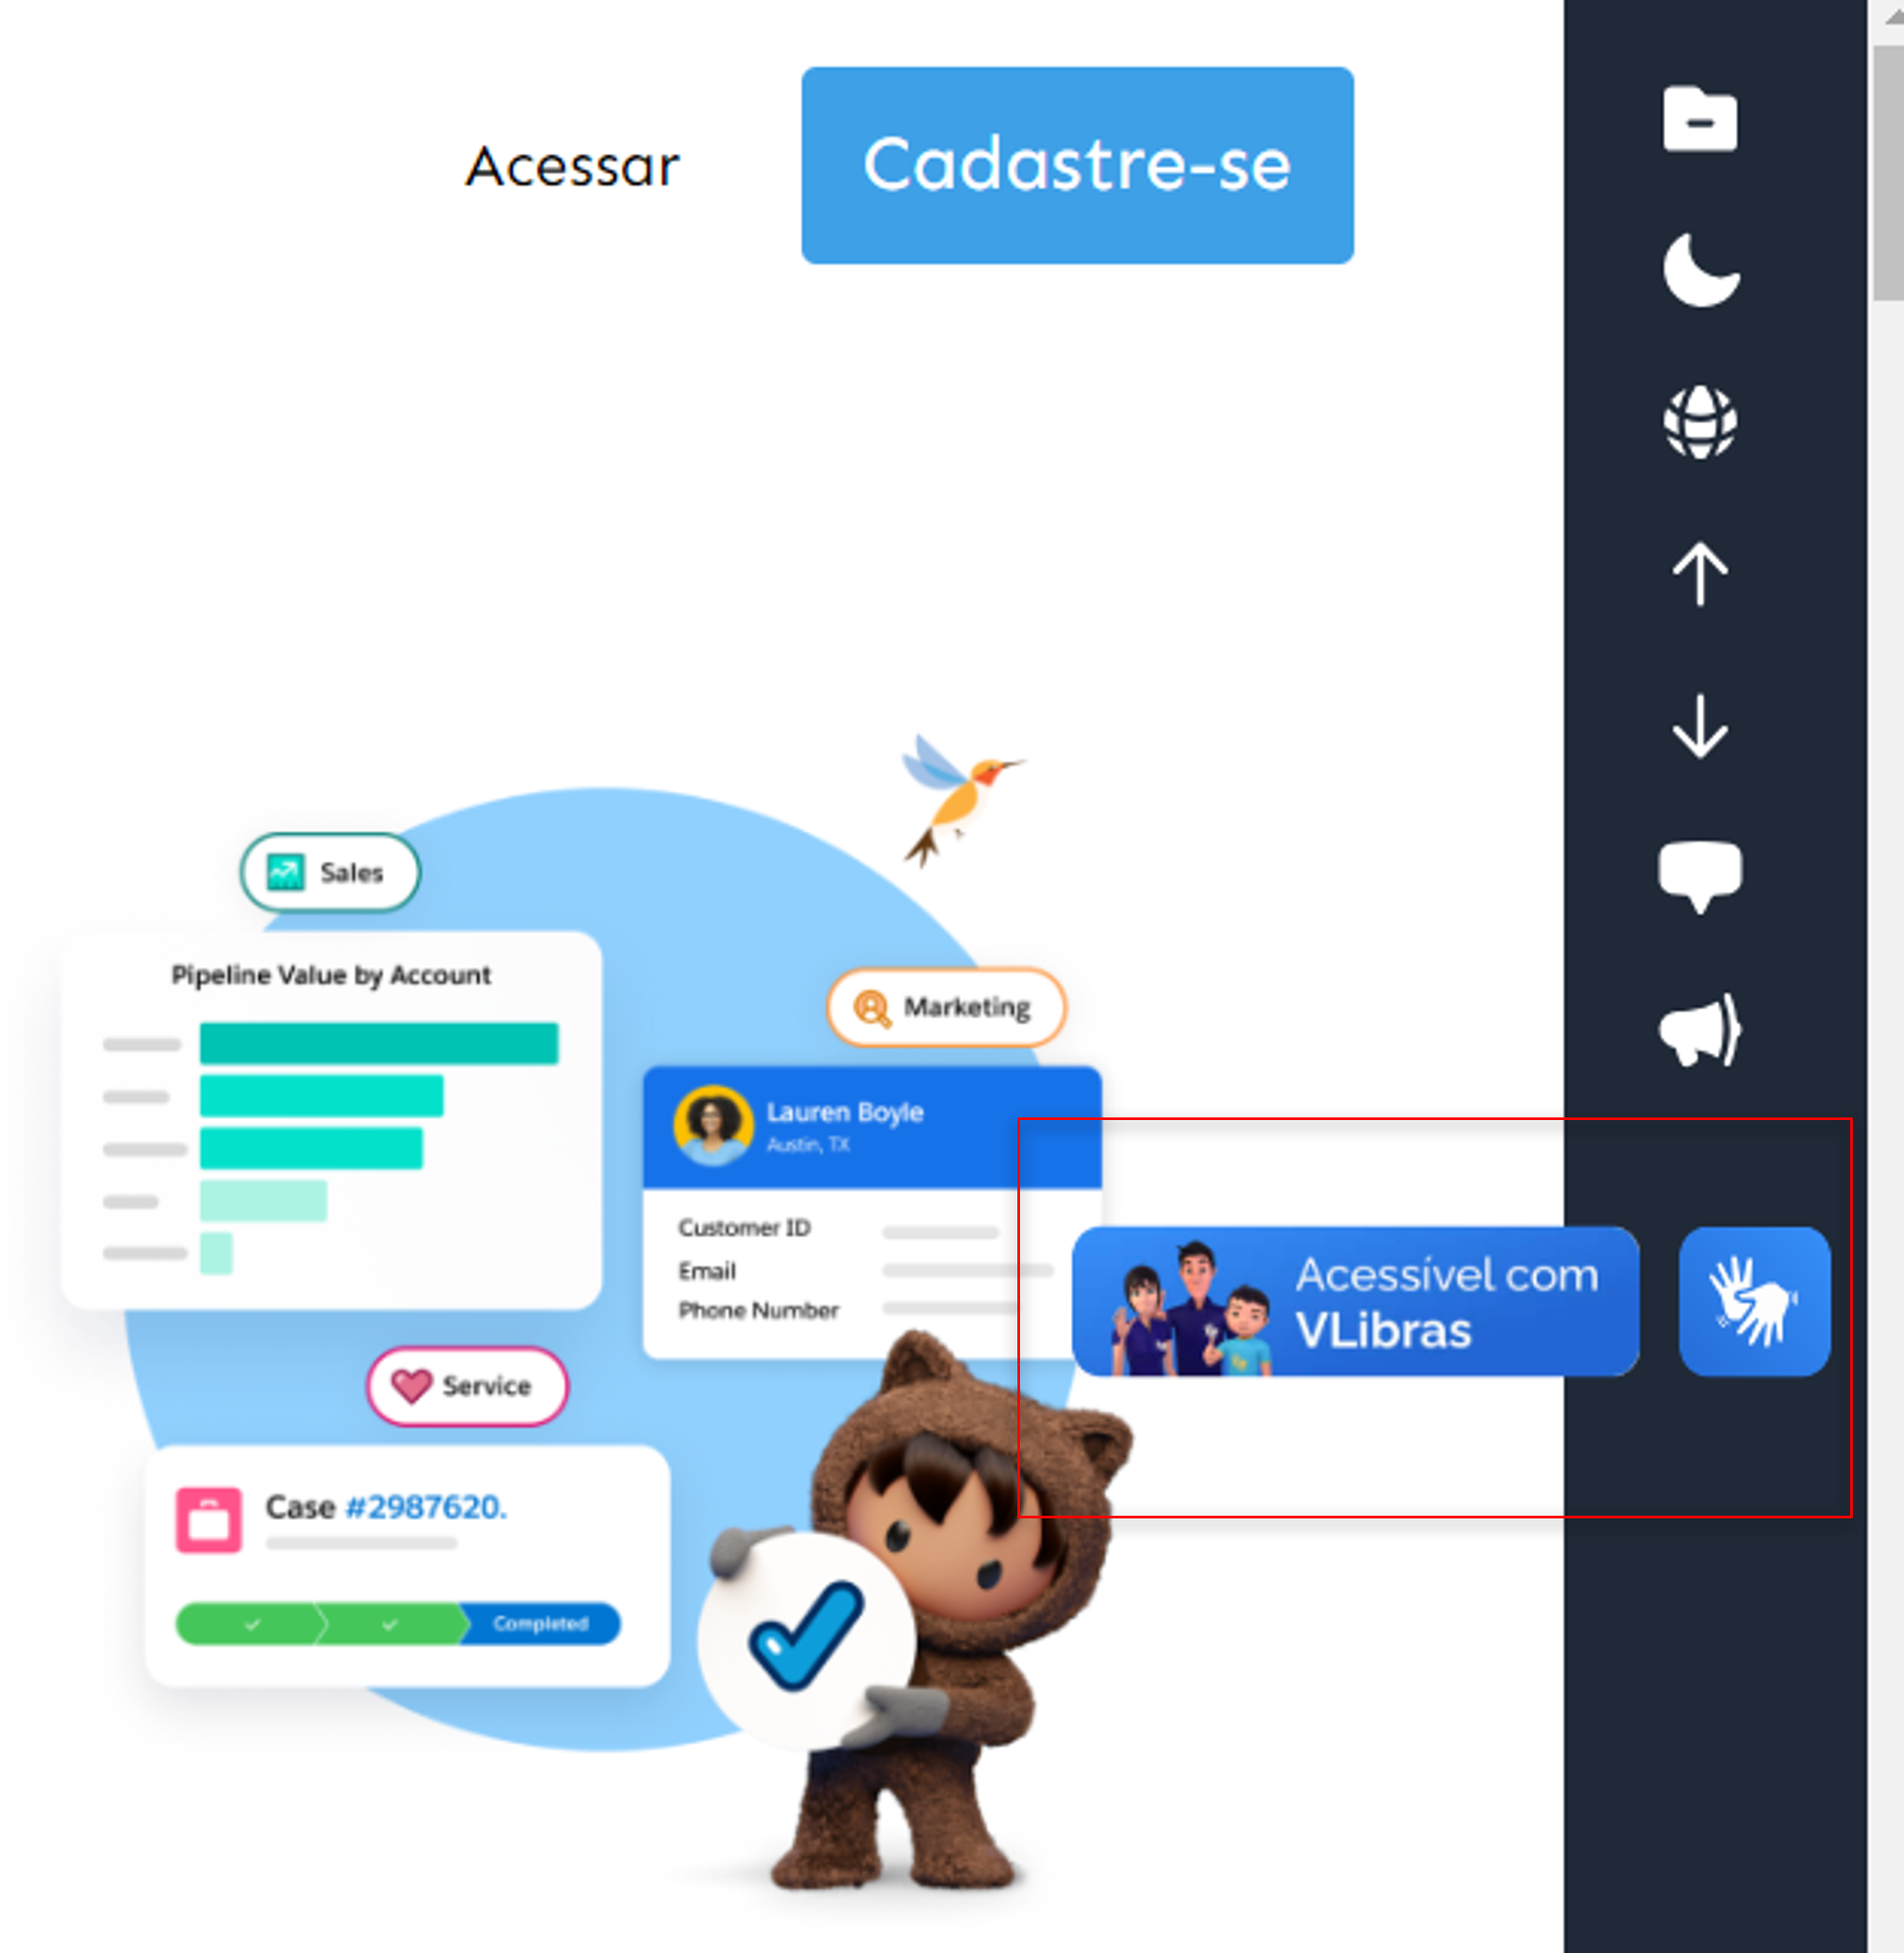 Acessar
Cadastre-se
Sales
Pipeline Value by Account
Marketing
Lauren Boyle
Austin, TX
Customer ID
Email
Phone Number
Acessível com
VLibras
Service
Case #2987620.
Completed